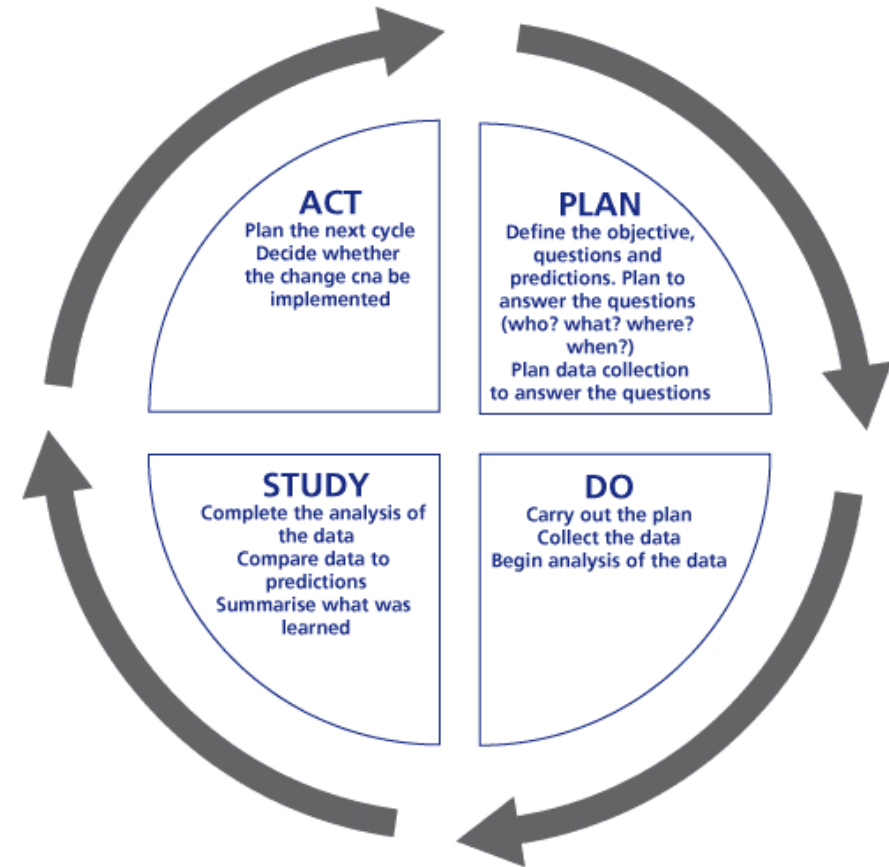 ACT
Plan the next cycle
Decide whether
the change cna be
implemented
PLAN
Define the objective,
questions and
predictions. Plan to
answer the questions
(who? what? where?
when?)
Plan data collection
to answer the questions
STUDY
Complete the analysis of
the data
Compare data to
predictions
Summarise what was
learned
DO
Carry out the plan
Collect the data
Begin analysis of the data